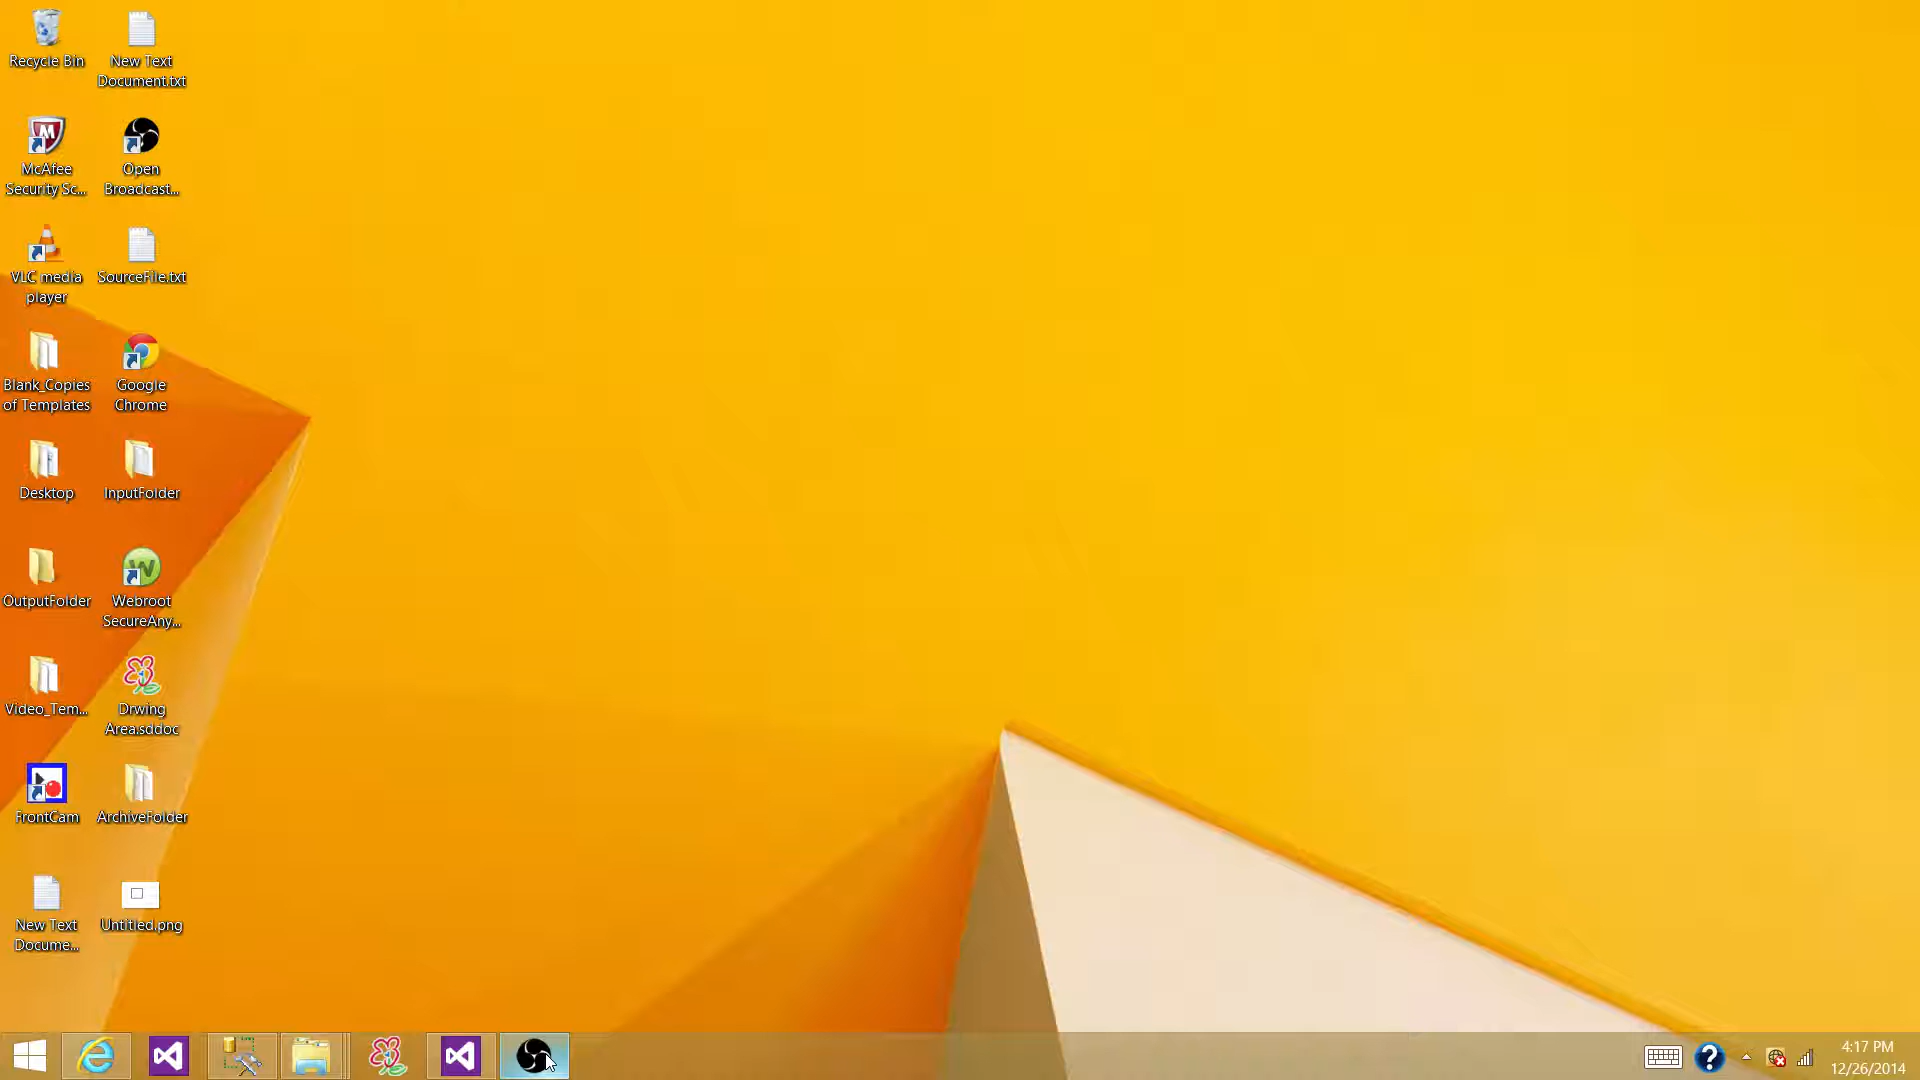 Recycle Bin
New Text
Document.txt
McAfee
Security Sc...
Open
Broadcast...
VLC media
player
SourceFile.txt
Blank_Copies
of Templates
Google
Chrome
Desktop
InputFolder
OutputFolder
Webroot
SecureAny...
Video_Tem...
Drwing
Area.sddoc
FrontCam
ArchiveFolder
New Text
Docume...
Untitled.png
4:17 PM
12/26/2014